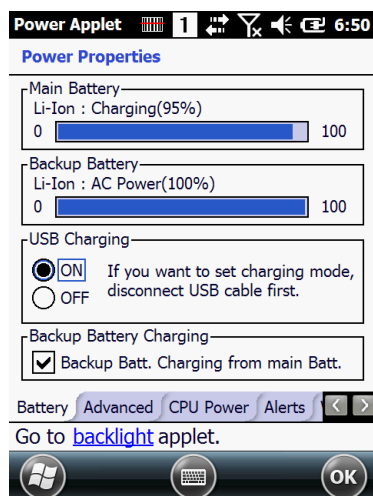 Power Applet 1 6:50
Power Properties
Main Battery
Li-Ion : Charging(95%)
0 100
Backup Battery
Li-Ion : AC Power(100%)
0 100
USB Charging
ON If you want to set charging mode,
OFF disconnect USB cable first.
Backup Battery Charging
Backup Batt. Charging from main Batt.
Battery Advanced CPU Power Alerts
Go to backlight applet.
OK